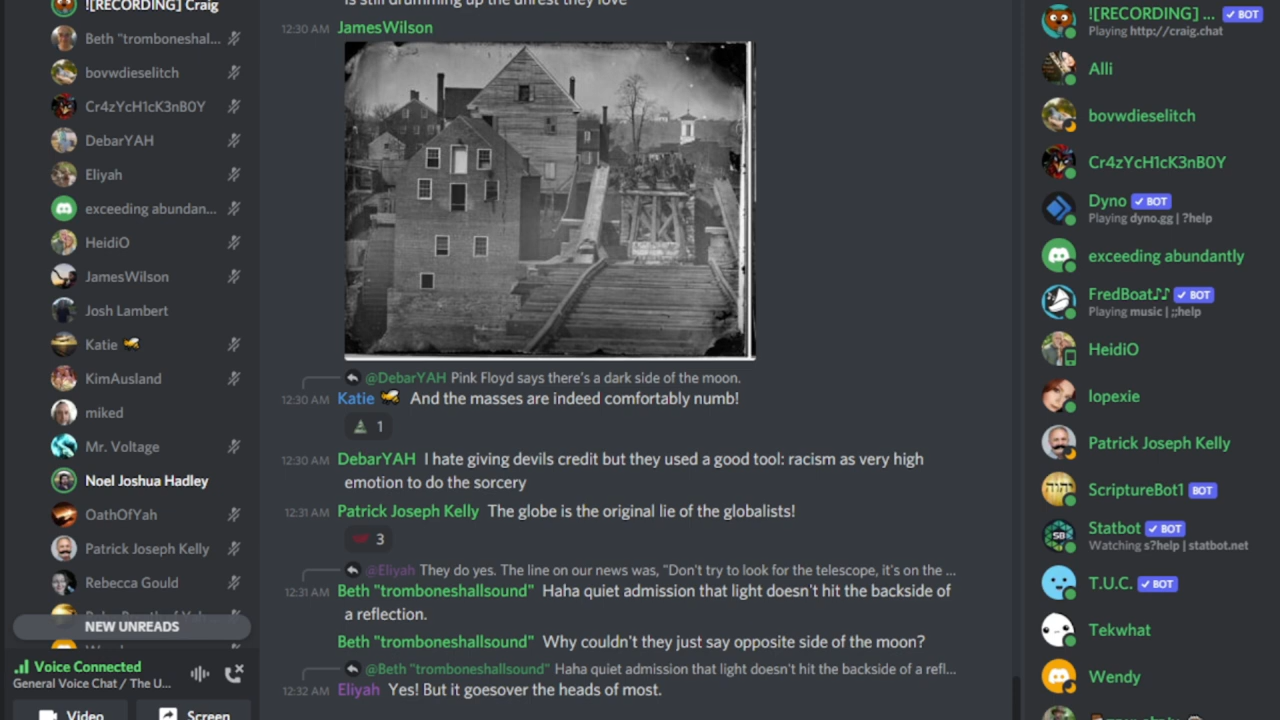 ![RECORDING] Craig
Beth "tromboneshal...
bovwdieselitch
Cr4zYcH1cK3nB0Y
DebarYAH
Eliyah
exceeding abundan...
HeidiO
JamesWilson
Josh Lambert
Katie
KimAusland
miked
Mr. Voltage
Noel Joshua Hadley
OathOfYah
Patrick Joseph Kelly
Rebecca Gould
NEW UNREADS
Voice Connected
General Voice Chat / The U...
Video
Screen
is still drumming up the unrest they love
12:30 AM JamesWilson
@DebarYAH Pink Floyd says there's a dark side of the moon.
12:30 AM Katie And the masses are indeed comfortably numb!
1
12:30 AM DebarYAH I hate giving devils credit but they used a good tool: racism as very high
emotion to do the sorcery
12:31 AM Patrick Joseph Kelly The globe is the original lie of the globalists!
3
@Eliyah They do yes. The line on our news was, "Don't try to look for the telescope, it's on the ...
12:31 AM Beth "tromboneshallsound" Haha quiet admission that light doesn't hit the backside of
a reflection.
Beth "tromboneshallsound" Why couldn't they just say opposite side of the moon?
@Beth "tromboneshallsound" Haha quiet admission that light doesn't hit the backside of a refl...
12:32 AM Eliyah Yes! But it goesover the heads of most.
![RECORDING] ... BOT
Playing http://craig.chat
Alli
bovwdieselitch
Cr4zYcH1cK3nB0Y
Dyno BOT
Playing dyno.gg | ?help
exceeding abundantly
FredBoat♪♪ BOT
Playing music | ;;help
HeidiO
lopexie
Patrick Joseph Kelly
ScriptureBot1 BOT
Statbot BOT
Watching s?help | statbot.net
T.U.C. BOT
Tekwhat
Wendy